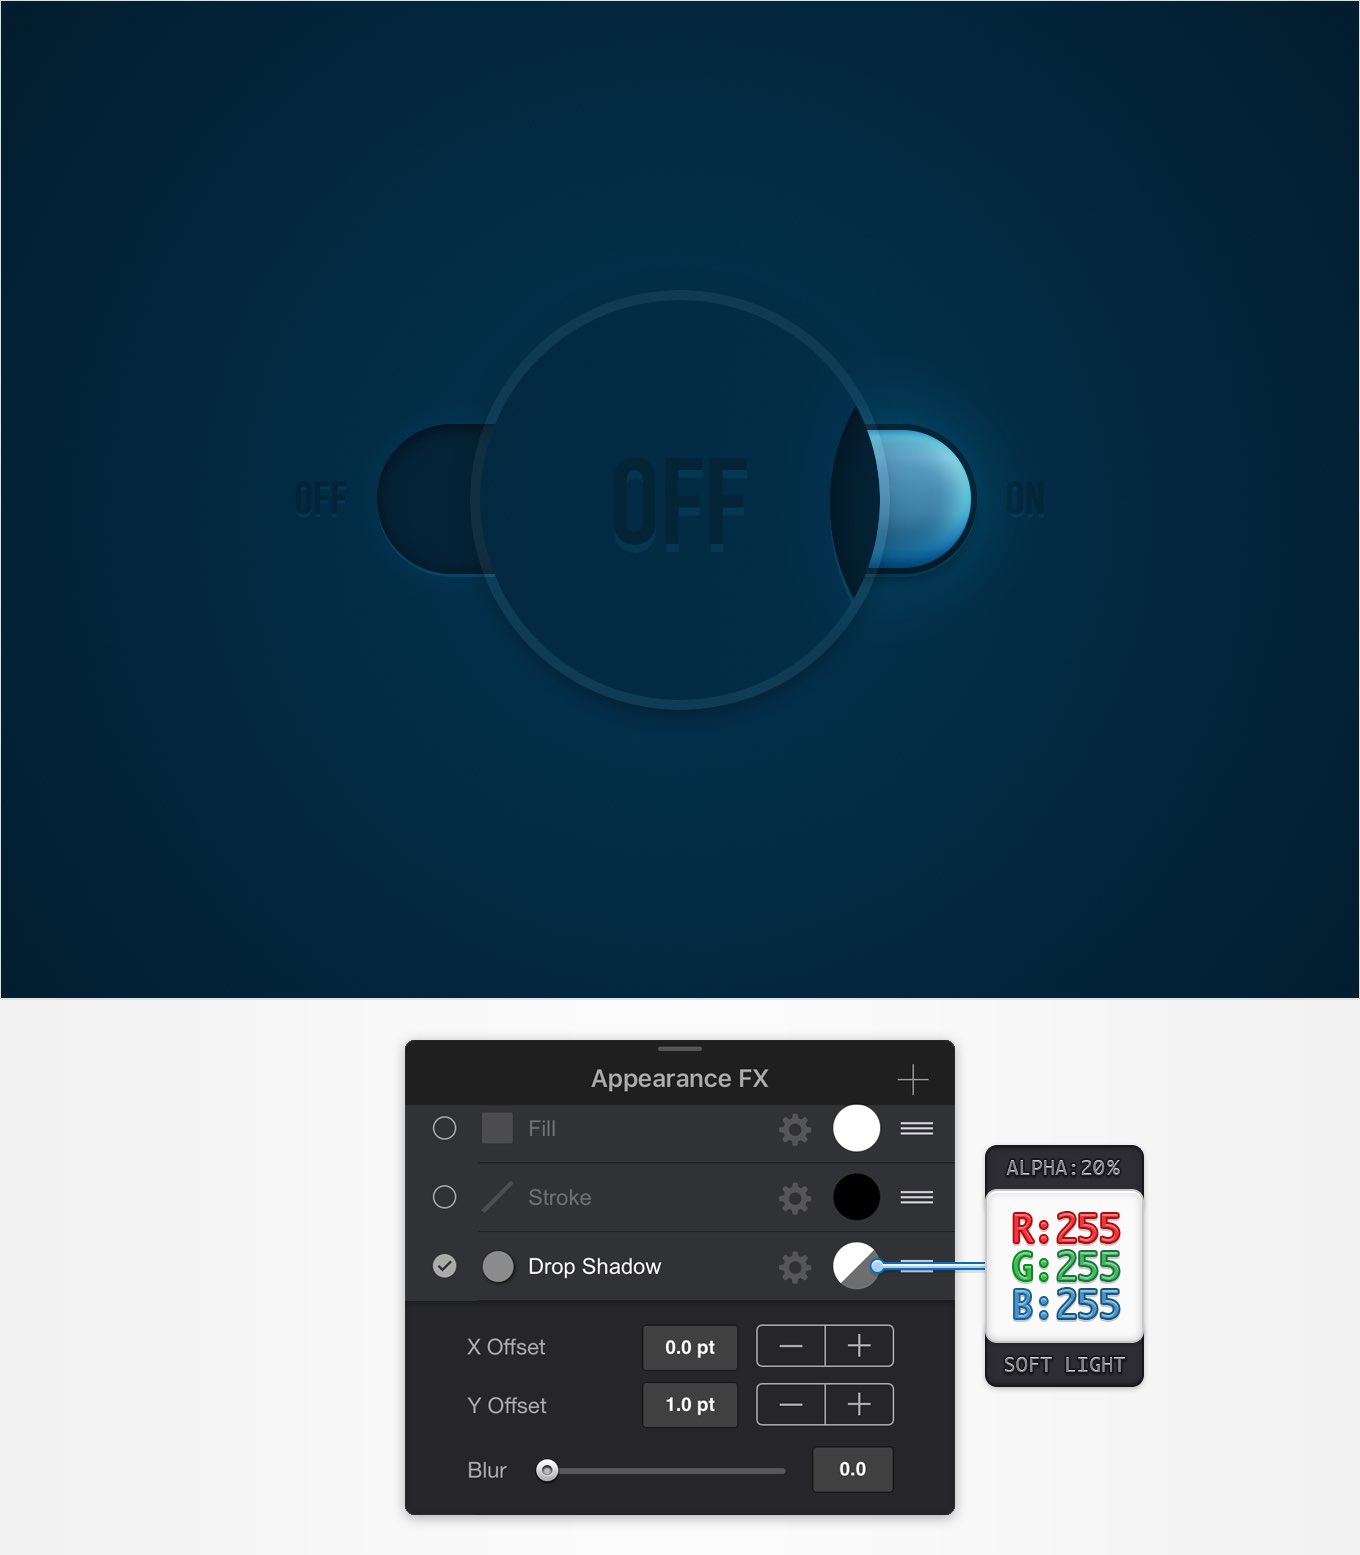 OFF
OFF
ON
Appearance FX
Fill
Stroke
Drop Shadow
X Offset 0.0 pt
Y Offset 1.0 pt
Blur 0.0
ALPHA:20%
R:255
G:255
B:255
SOFT LIGHT